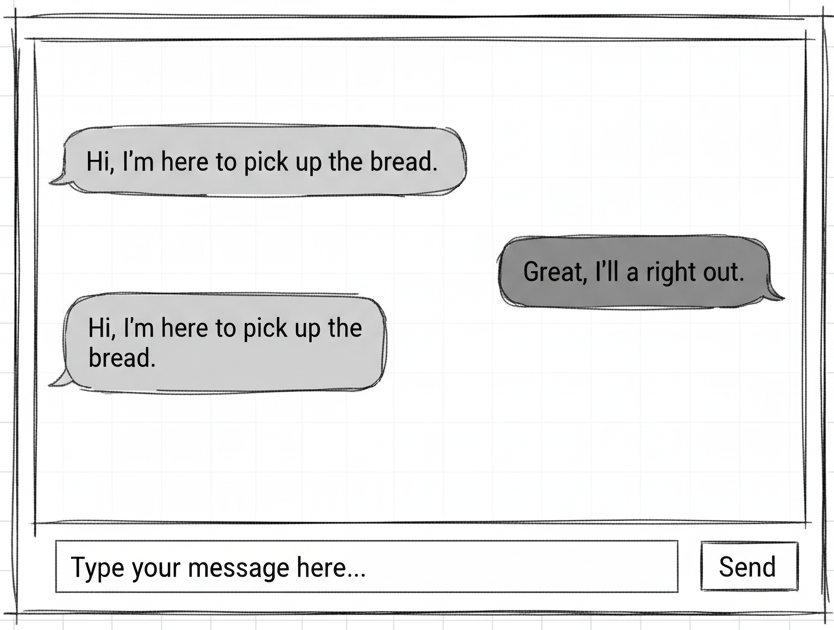 Hi, I'm here to pick up the bread.
Great, I'll a right out.
Hi, I'm here to pick up the
bread.
Type your message here...
Send